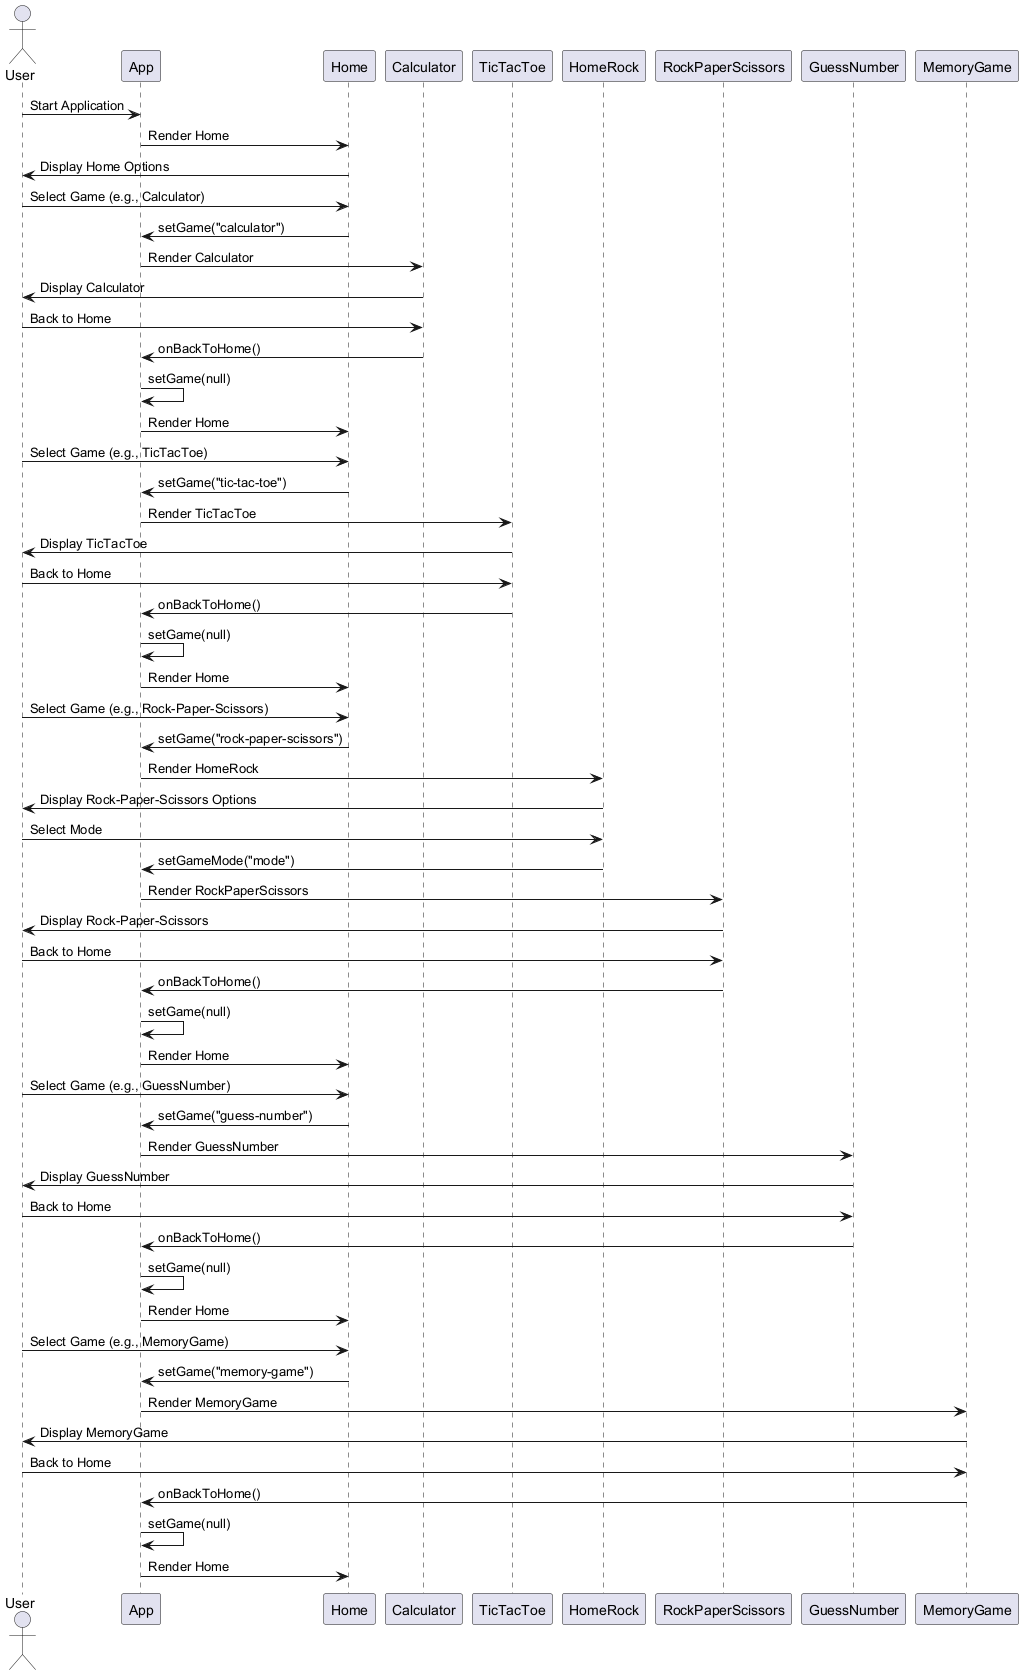 User
App
Home
Calculator
TicTacToe
HomeRock
RockPaperScissors
GuessNumber
MemoryGame
Start Application
Render Home
Display Home Options
Select Game (e.g., Calculator)
setGame("calculator")
Render Calculator
Display Calculator
Back to Home
onBackToHome()
setGame(null)
Render Home
Select Game (e.g., TicTacToe)
setGame("tic-tac-toe")
Render TicTacToe
Display TicTacToe
Back to Home
onBackToHome()
setGame(null)
Render Home
Select Game (e.g., Rock-Paper-Scissors)
setGame("rock-paper-scissors")
Render HomeRock
Display Rock-Paper-Scissors Options
Select Mode
setGameMode("mode")
Render RockPaperScissors
Display Rock-Paper-Scissors
Back to Home
onBackToHome()
setGame(null)
Render Home
Select Game (e.g., GuessNumber)
setGame("guess-number")
Render GuessNumber
Display GuessNumber
Back to Home
onBackToHome()
setGame(null)
Render Home
Select Game (e.g., MemoryGame)
setGame("memory-game")
Render MemoryGame
Display MemoryGame
Back to Home
onBackToHome()
setGame(null)
Render Home
User
App
Home
Calculator
TicTacToe
HomeRock
RockPaperScissors
GuessNumber
MemoryGame